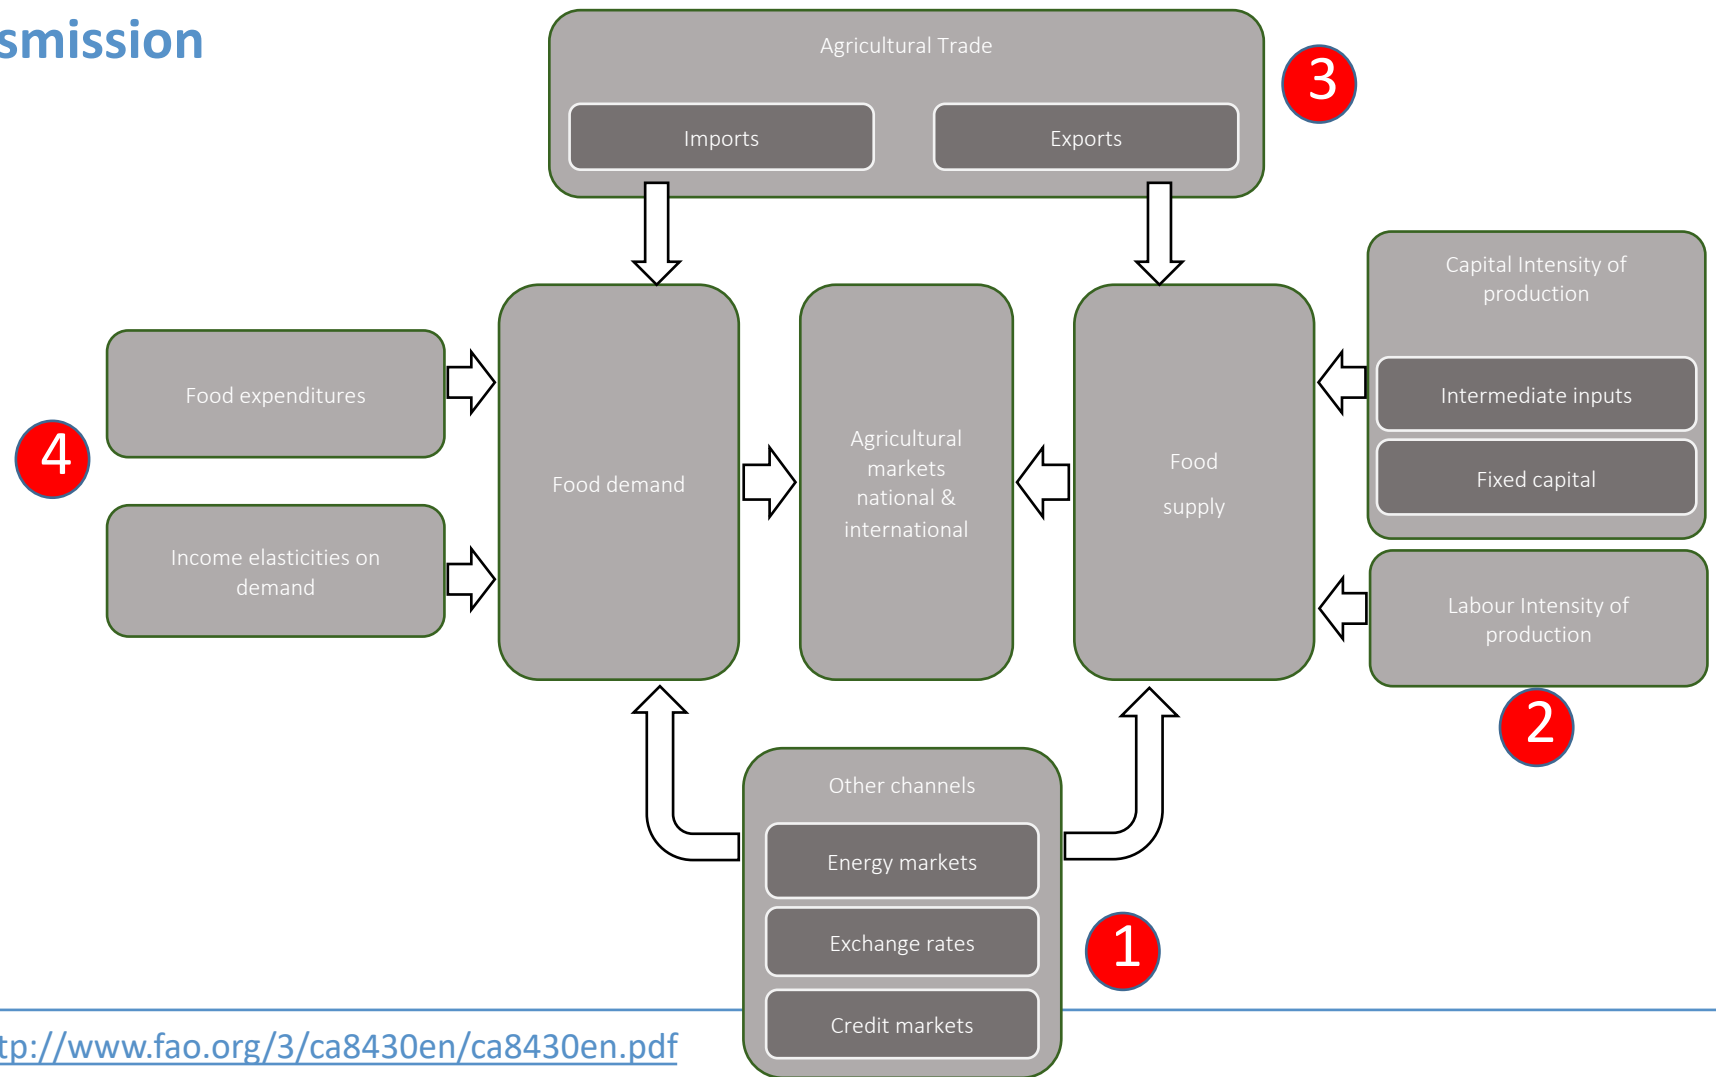 smission
Agricultural Trade
3
Imports
Exports
Capital Intensity of
production
Intermediate inputs
Fixed capital
Food expenditures
4
Income elasticities on
demand
Food demand
Agricultural
markets
national &
international
Food
supply
Labour Intensity of
production
2
Other channels
Energy markets
Exchange rates
Credit markets
1
tp://www.fao.org/3/ca8430en/ca8430en.pdf